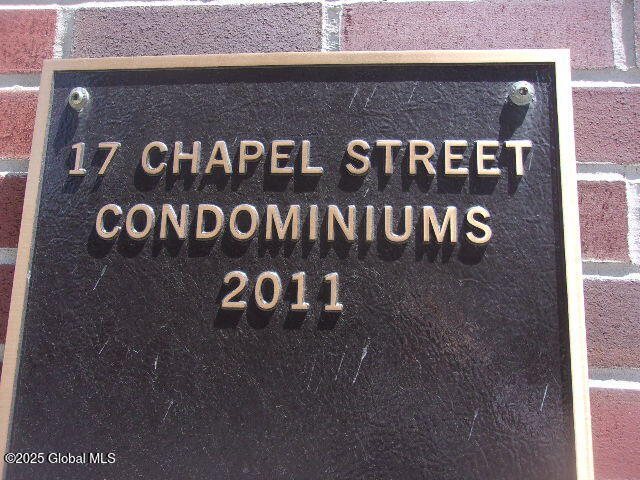 17 CHAPEL STREET
CONDOMINIUMS
2011
©2025 Global MLS